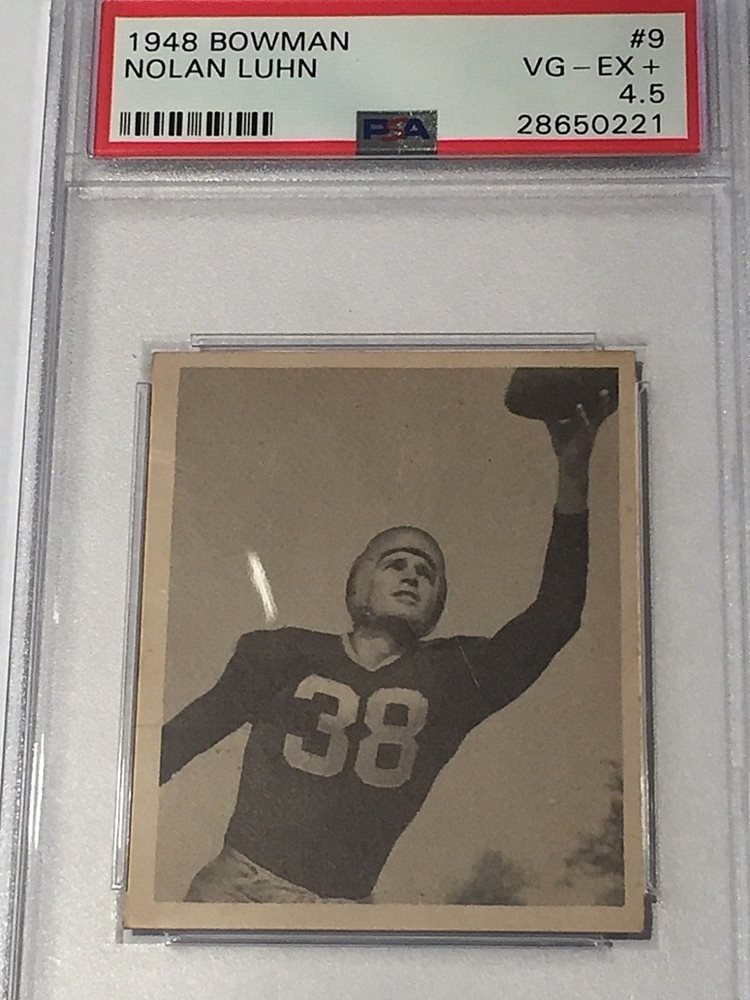 1948 BOWMAN #9
NOLAN LUHN VG-EX+
4.5
PSA 28650221
38